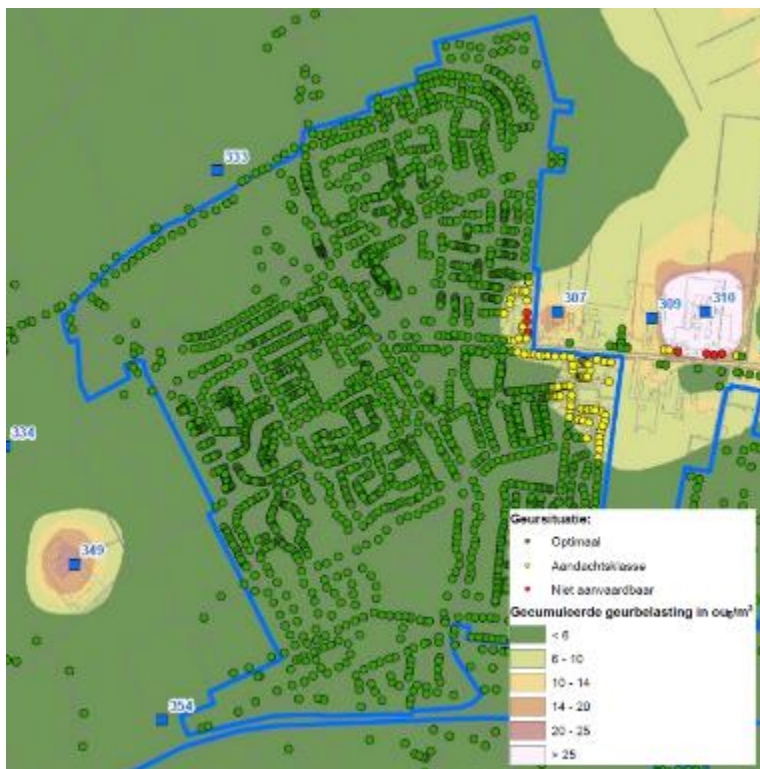 333
307
309
310
334
349
354
Geursituatie:
Optimaal
Aandachtsklasse
Niet aanvaardbaar
Gecumuleerde geurbelasting in ouE/m³
< 6
6 - 10
10 - 14
14 - 20
20 - 25
> 25